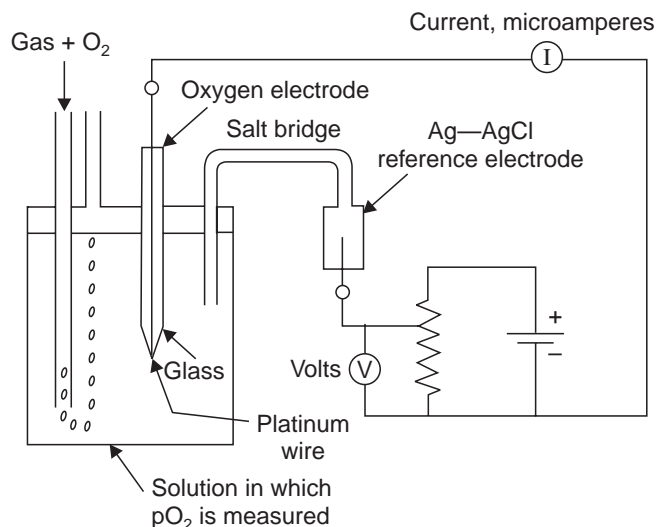 Current, microamperes
Gas + O₂
I
Oxygen electrode
Salt bridge
Ag—AgCl
reference electrode
+
–
Volts
V
Glass
Platinum
wire
Solution in which
pO₂ is measured